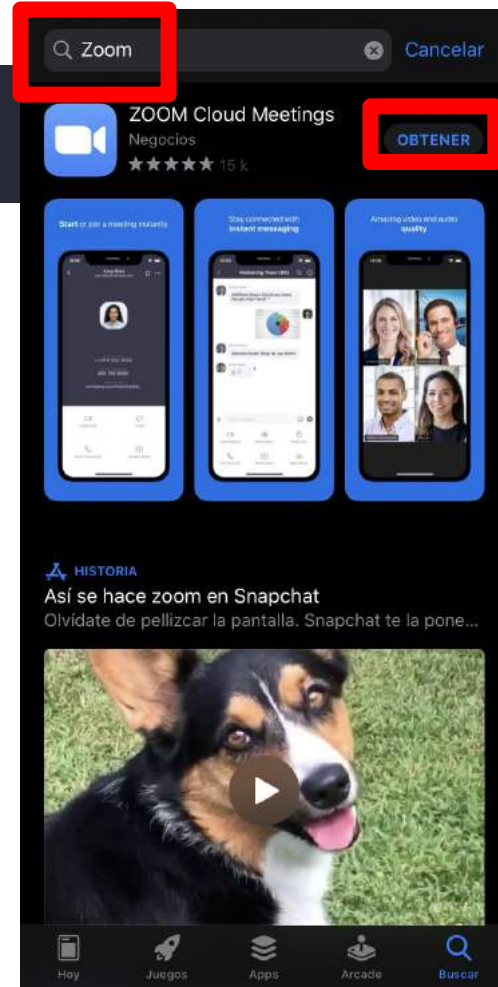 Zoom
Cancelar
ZOOM Cloud Meetings
Negocios
OBTENER
15 k
Start or join a meeting instantly
Stay connected with
instant messaging
Amazing video and audio
quality
HISTORIA
Así se hace zoom en Snapchat
Olvídate de pellizcar la pantalla. Snapchat te la pone...
Hoy
Juegos
Apps
Arcade
Buscar